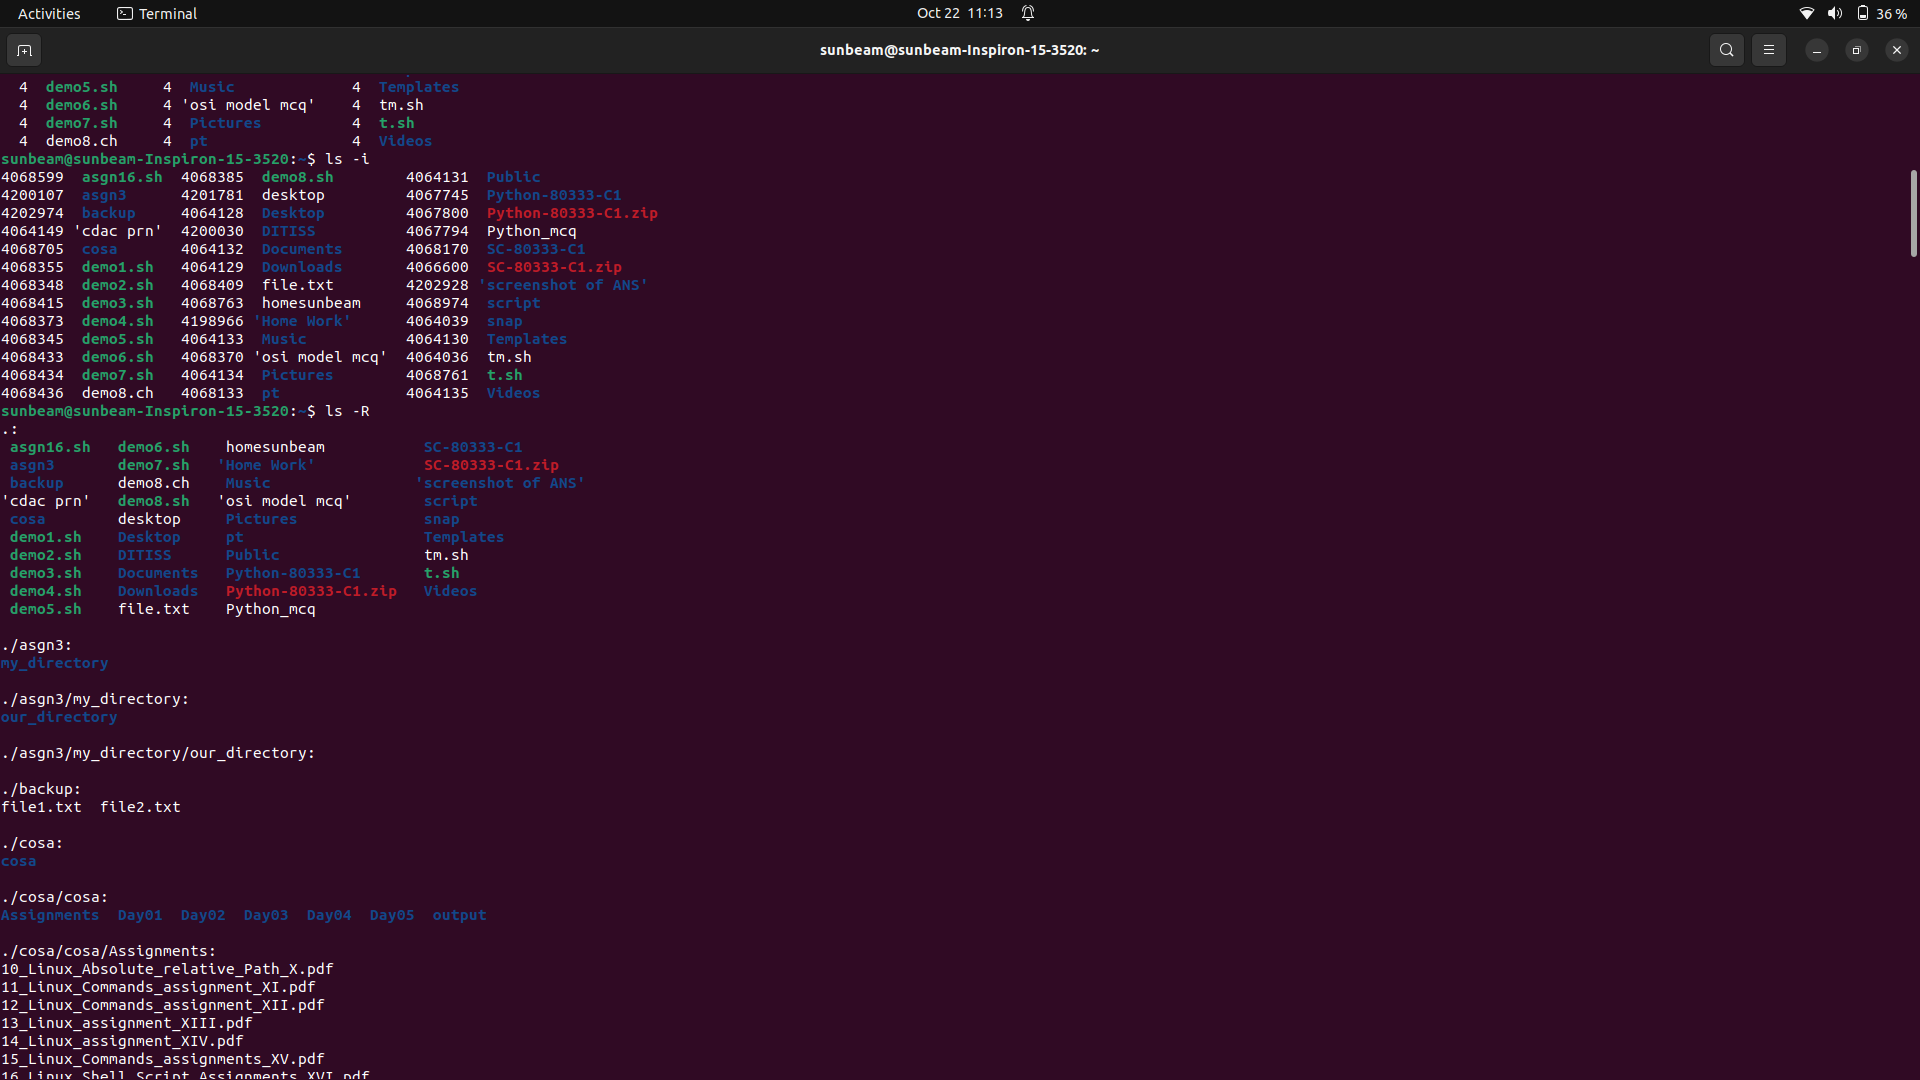 Activities Terminal Oct 22 11:13 36 %
sunbeam@sunbeam-Inspiron-15-3520: ~
4 demo5.sh 4 Music 4 Templates
4 demo6.sh 4 'osi model mcq' 4 tm.sh
4 demo7.sh 4 Pictures 4 t.sh
4 demo8.ch 4 pt 4 Videos
sunbeam@sunbeam-Inspiron-15-3520:~$ ls -i
4068599 asgn16.sh 4068385 demo8.sh 4064131 Public
4200107 asgn3 4201781 desktop 4067745 Python-80333-C1
4202974 backup 4064128 Desktop 4067800 Python-80333-C1.zip
4064149 'cdac prn' 4200030 DITISS 4067794 Python_mcq
4068705 cosa 4064132 Documents 4068170 SC-80333-C1
4068355 demo1.sh 4064129 Downloads 4066600 SC-80333-C1.zip
4068348 demo2.sh 4068409 file.txt 4202928 'screenshot of ANS'
4068415 demo3.sh 4068763 homesunbeam 4068974 script
4068373 demo4.sh 4198966 'Home Work' 4064039 snap
4068345 demo5.sh 4064133 Music 4064130 Templates
4068433 demo6.sh 4068370 'osi model mcq' 4064036 tm.sh
4068434 demo7.sh 4064134 Pictures 4068761 t.sh
4068436 demo8.ch 4068133 pt 4064135 Videos
sunbeam@sunbeam-Inspiron-15-3520:~$ ls -R
.:
asgn16.sh demo6.sh homesunbeam SC-80333-C1
asgn3 demo7.sh 'Home Work' SC-80333-C1.zip
backup demo8.ch Music 'screenshot of ANS'
'cdac prn' demo8.sh 'osi model mcq' script
cosa desktop Pictures snap
demo1.sh Desktop pt Templates
demo2.sh DITISS Public tm.sh
demo3.sh Documents Python-80333-C1 t.sh
demo4.sh Downloads Python-80333-C1.zip Videos
demo5.sh file.txt Python_mcq
./asgn3:
my_directory
./asgn3/my_directory:
our_directory
./asgn3/my_directory/our_directory:
./backup:
file1.txt file2.txt
./cosa:
cosa
./cosa/cosa:
Assignments Day01 Day02 Day03 Day04 Day05 output
./cosa/cosa/Assignments:
10_Linux_Absolute_relative_Path_X.pdf
11_Linux_Commands_assignment_XI.pdf
12_Linux_Commands_assignment_XII.pdf
13_Linux_assignment_XIII.pdf
14_Linux_assignment_XIV.pdf
15_Linux_Commands_assignments_XV.pdf
16_Linux_Shell_Script_Assignments_XVI.pdf